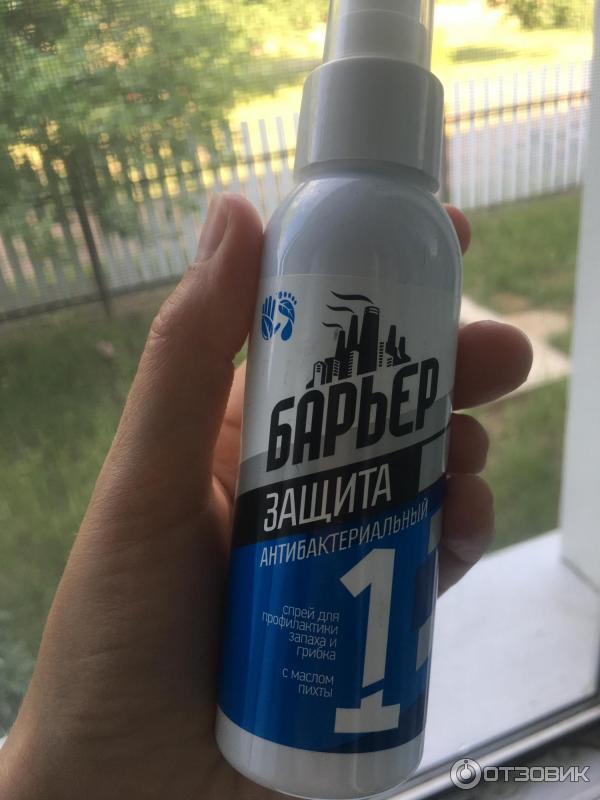 БАРЬЕР
ЗАЩИТА
АНТИБАКТЕРИАЛЬНЫЙ
1
спрей для
профилактики
запаха и
грибка
с маслом
пихты
ОТЗОВИК